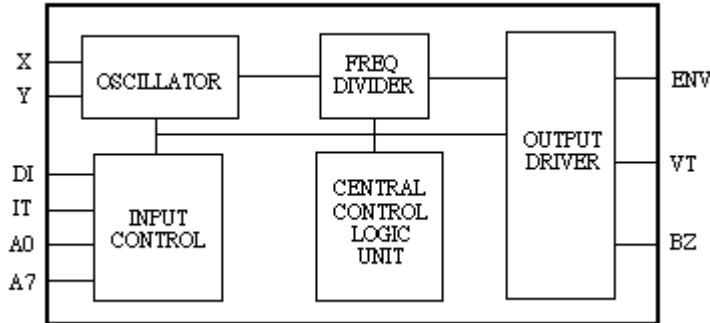 X
Y
DI
IT
A0
A7
OSCILLATOR
FREQ
DIVIDER
INPUT
CONTROL
CENTRAL
CONTROL
LOGIC
UNIT
OUTPUT
DRIVER
ENV
VT
BZ